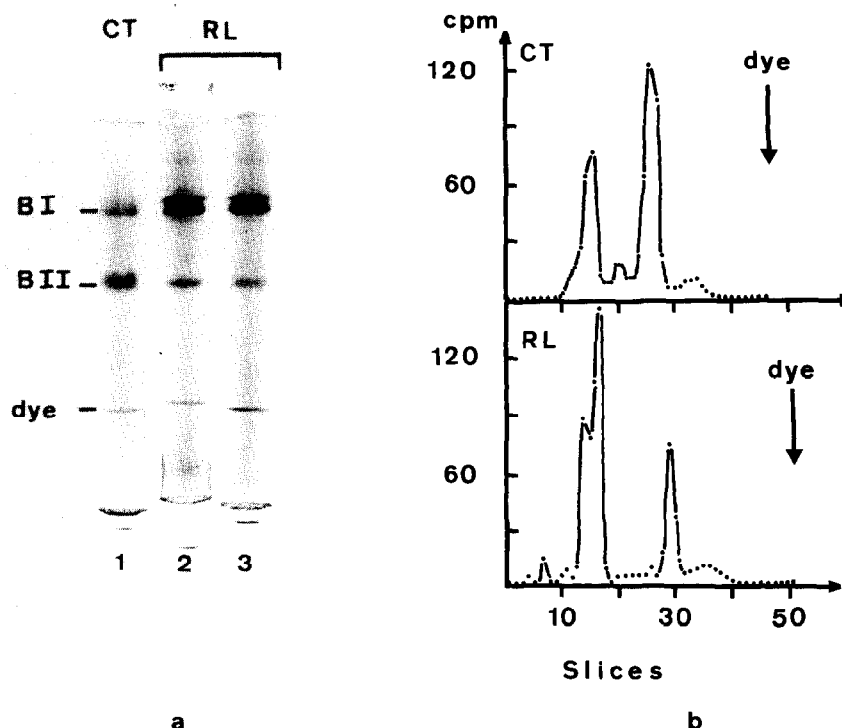 CT RL
BI
BII
dye
1 2 3
a
cpm
CT
dye
120
60
RL
dye
120
60
10 30 50
Slices
b